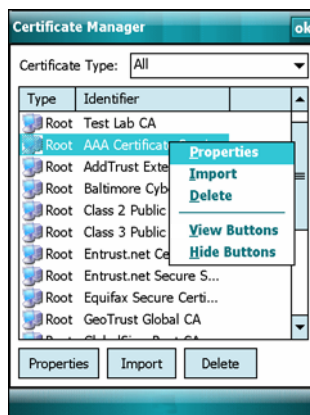 Certificate Manager ok
Certificate Type: All
Type Identifier
Root Test Lab CA
Root AAA Certificate
Root AddTrust Exte
Root Baltimore Cyb
Root Class 2 Public
Root Class 3 Public
Root Entrust.net Ce
Root Entrust.net Secure S...
Root Equifax Secure Certi...
Root GeoTrust Global CA
Root
Properties
Import
Delete
View Buttons
Hide Buttons
Properties Import Delete